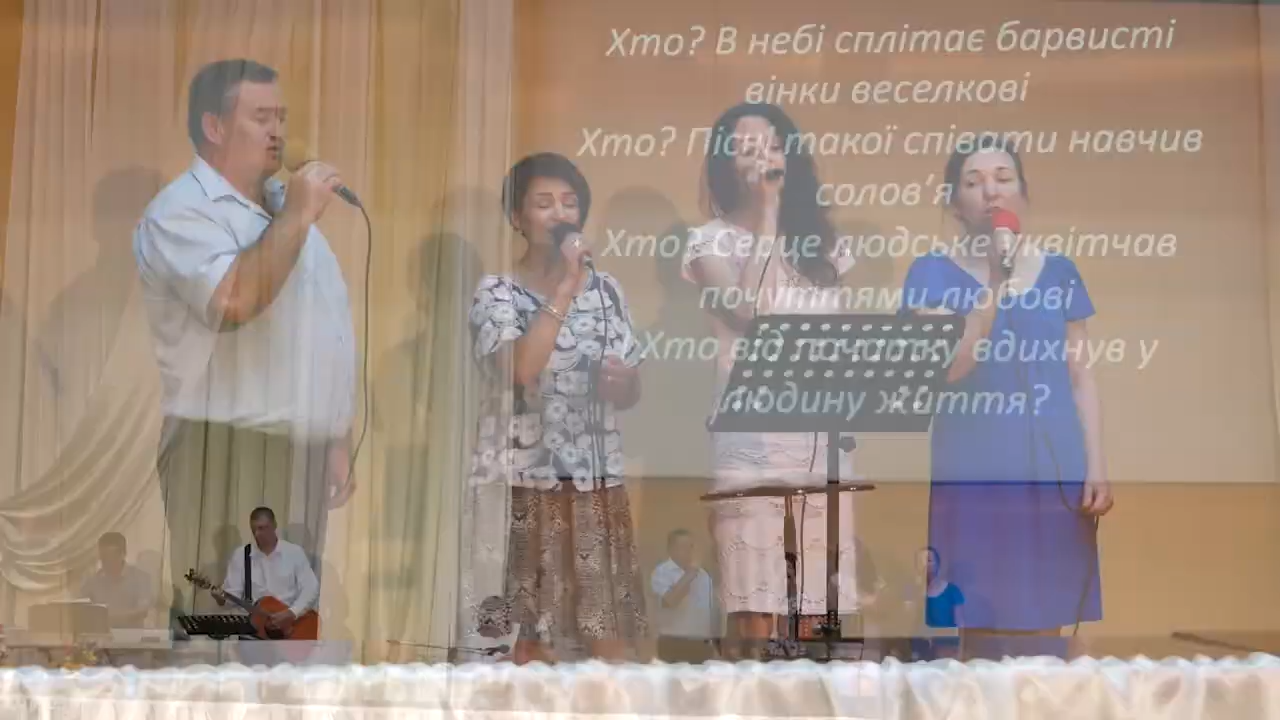 Хто? В небі сплітає барвисті
вінки веселкові
Хто? Пісні такої співати навчив
солов’я
Хто? Серце людське уквітчав
почуттями любові
Хто від початку вдихнув у
людину життя?